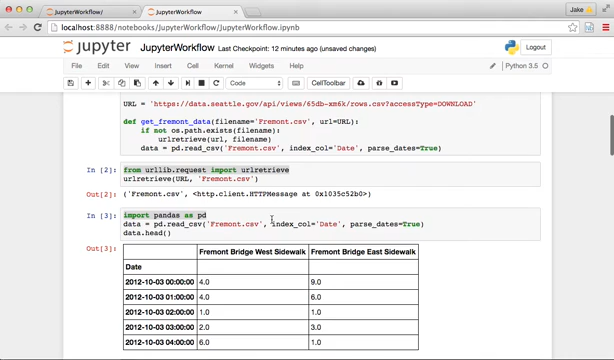 JupyterWorkflow/
JupyterWorkflow
Jake
localhost:8888/notebooks/JupyterWorkflow/JupyterWorkflow.ipynb
jupyter JupyterWorkflow Last Checkpoint: 12 minutes ago (unsaved changes)
Logout
File Edit View Insert Cell Kernel Widgets Help
Python 3.5
Code CellToolbar
URL = 'https://data.seattle.gov/api/views/65db-xm6k/rows.csv?accessType=DOWNLOAD'
def get_fremont_data(filename='Fremont.csv', url=URL):
if not os.path.exists(filename):
urlretrieve(url, filename)
data = pd.read_csv('Fremont.csv', index_col='Date', parse_dates=True)
In [2]: from urllib.request import urlretrieve
urlretrieve(URL, 'Fremont.csv')
Out[2]: ('Fremont.csv', <http.client.HTTPMessage at 0x1035c52b0>)
In [3]: import pandas as pd
data = pd.read_csv('Fremont.csv', index_col='Date', parse_dates=True)
data.head()
Out[3]:
Fremont Bridge West Sidewalk Fremont Bridge East Sidewalk
Date
2012-10-03 00:00:00 4.0 9.0
2012-10-03 01:00:00 4.0 6.0
2012-10-03 02:00:00 1.0 1.0
2012-10-03 03:00:00 2.0 3.0
2012-10-03 04:00:00 6.0 1.0